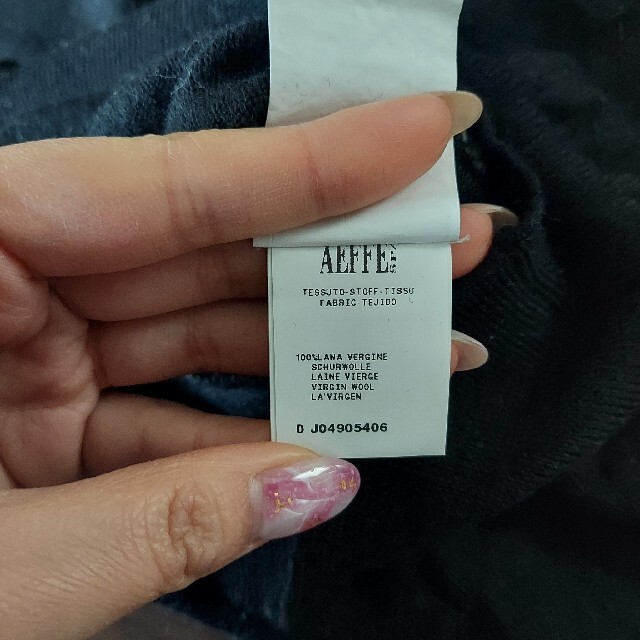 AEFFE
TESSUTO-STOFF-TISSU
FABRIC TEJIDO
100%LANA VERGINE
SCHURWOLLE
LAINE VIERGE
VIRGIN WOOL
LA'VIRGEN
D J04905406